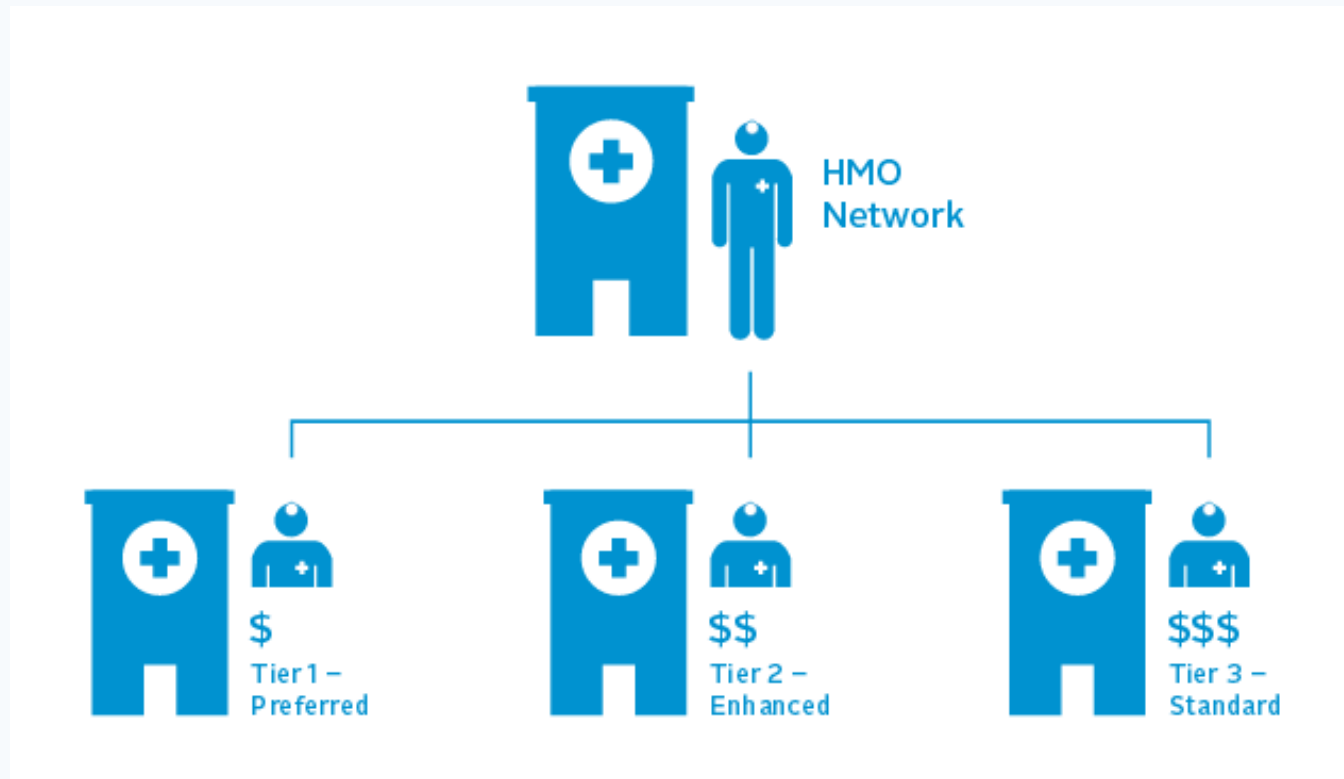 HMO
Network
$
Tier 1 –
Preferred
$$
Tier 2 –
Enhanced
$$$
Tier 3 –
Standard